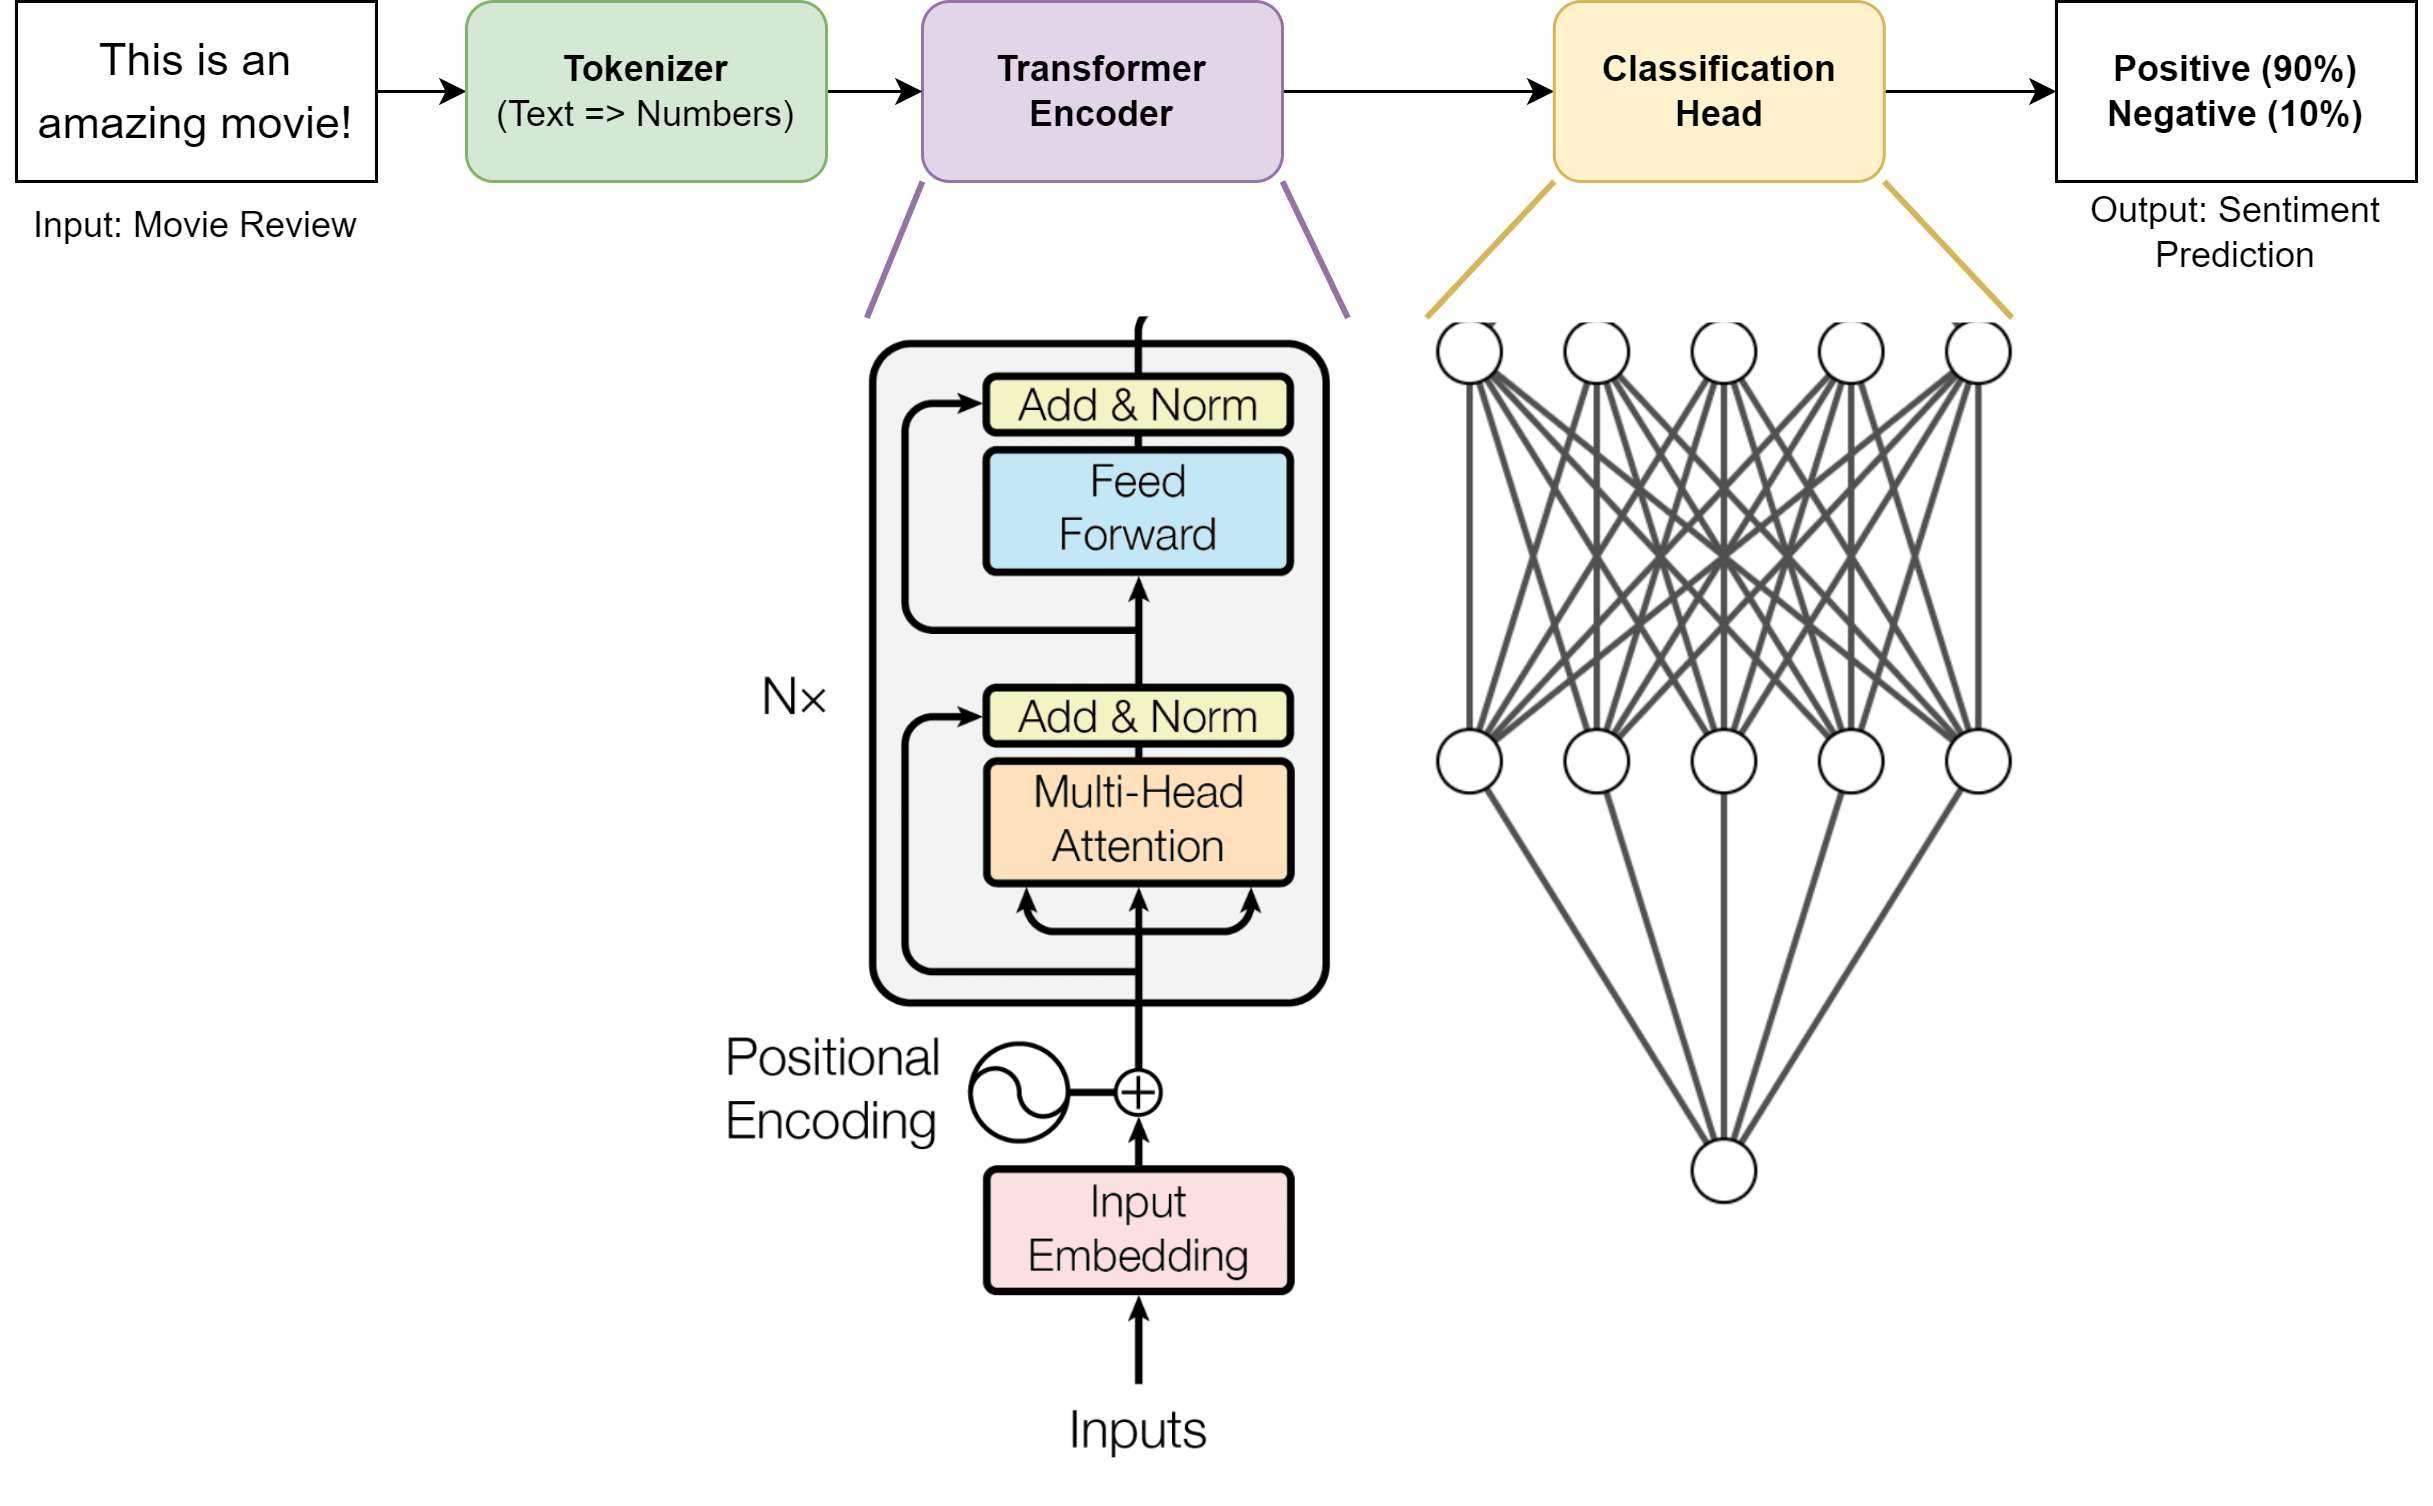 This is an
amazing movie!
Input: Movie Review
Tokenizer
(Text => Numbers)
Transformer
Encoder
Classification
Head
Positive (90%)
Negative (10%)
Output: Sentiment
Prediction
Add & Norm
Feed
Forward
N×
Add & Norm
Multi-Head
Attention
Positional
Encoding
Input
Embedding
Inputs